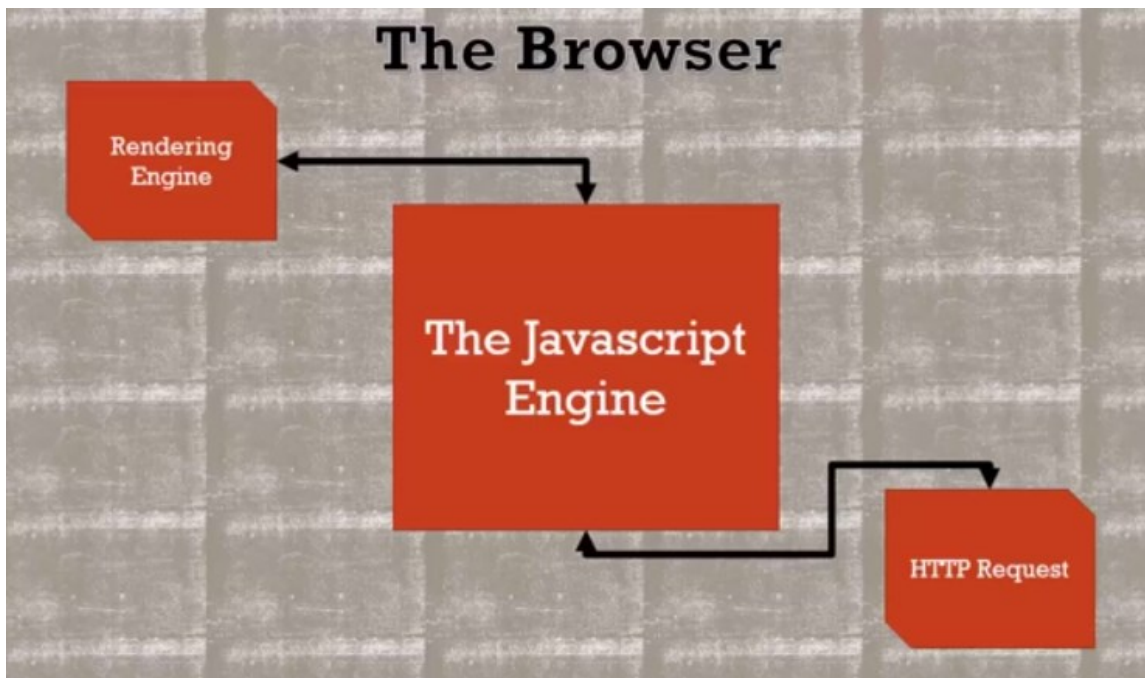 The Browser
Rendering
Engine
The Javascript
Engine
HTTP Request